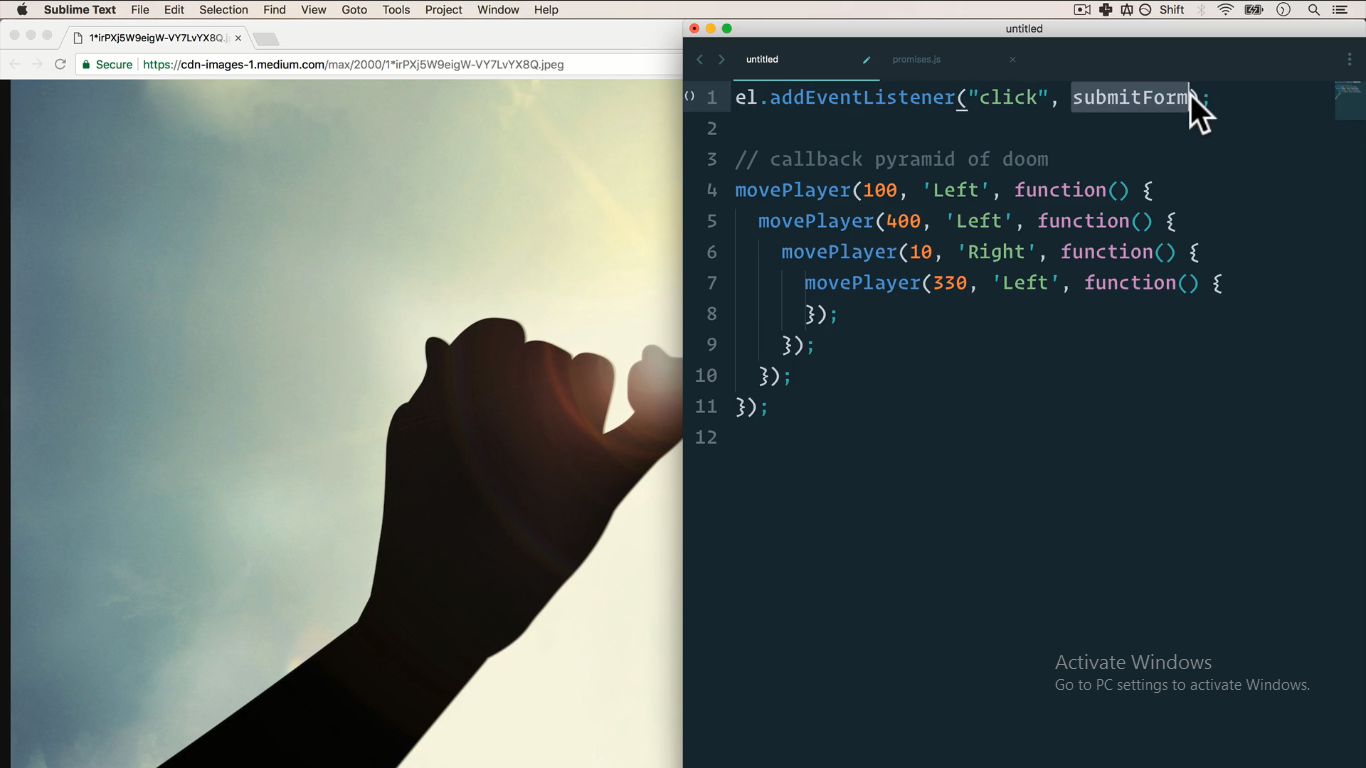 Sublime Text File Edit Selection Find View Goto Tools Project Window Help Shift
untitled
1*irPXj5W9eigW-VY7LvYX8Q.j
Secure https://cdn-images-1.medium.com/max/2000/1*irPXj5W9eigW-VY7LvYX8Q.jpeg
untitled promises.js
1 el.addEventListener("click", submitForm);
2
3 // callback pyramid of doom
4 movePlayer(100, 'Left', function() {
5 movePlayer(400, 'Left', function() {
6 movePlayer(10, 'Right', function() {
7 movePlayer(330, 'Left', function() {
8 });
9 });
10 });
11 });
12
Activate Windows
Go to PC settings to activate Windows.